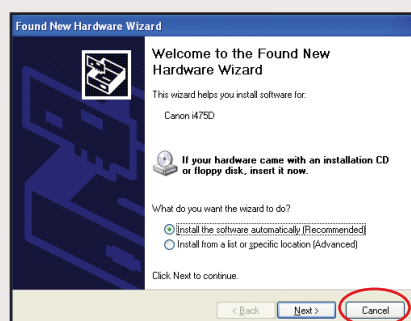 Found New Hardware Wizard
Welcome to the Found New
Hardware Wizard
This wizard helps you install software for:
Canon i475D
If your hardware came with an installation CD
or floppy disk, insert it now.
What do you want the wizard to do?
Install the software automatically (Recommended)
Install from a list or specific location (Advanced)
Click Next to continue.
< Back
Next >
Cancel